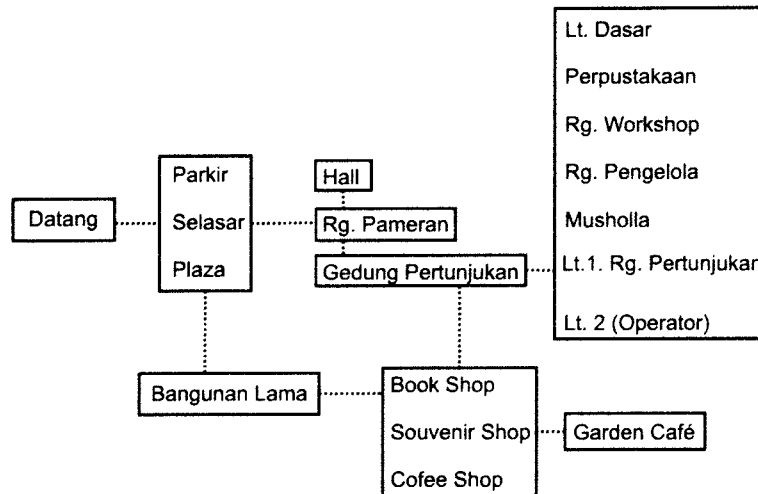 Datang
Parkir
Selasar
Plaza
Hall
Rg. Pameran
Gedung Pertunjukan
Lt. Dasar
Perpustakaan
Rg. Workshop
Rg. Pengelola
Musholla
Lt.1. Rg. Pertunjukan
Lt. 2 (Operator)
Bangunan Lama
Book Shop
Souvenir Shop
Cofee Shop
Garden Café